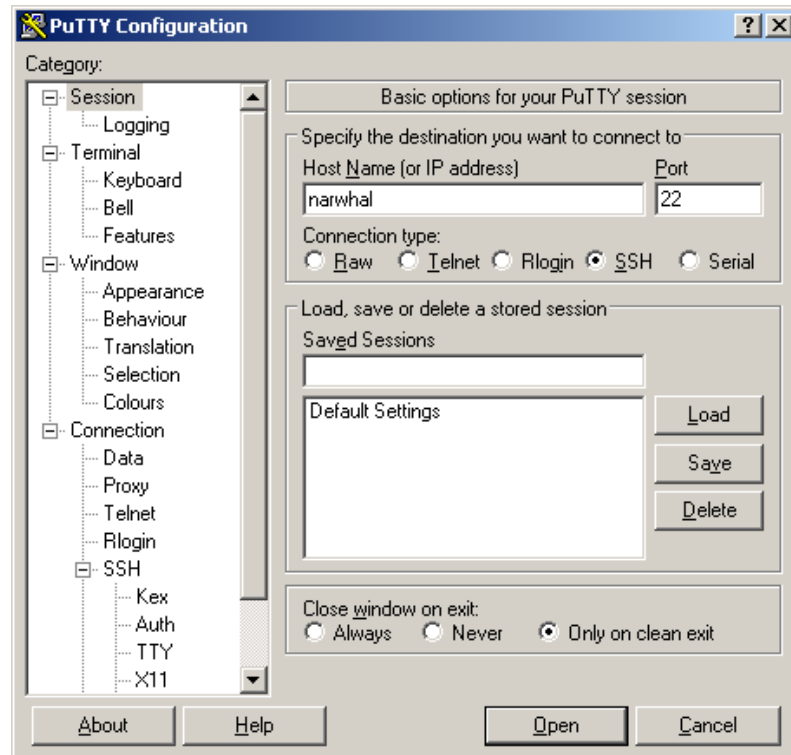 PuTTY Configuration
Category:
Session
Logging
Terminal
Keyboard
Bell
Features
Window
Appearance
Behaviour
Translation
Selection
Colours
Connection
Data
Proxy
Telnet
Rlogin
SSH
Kex
Auth
TTY
X11
Basic options for your PuTTY session
Specify the destination you want to connect to
Host Name (or IP address) Port
narwhal 22
Connection type:
Raw Telnet Rlogin SSH Serial
Load, save or delete a stored session
Saved Sessions
Default Settings
Load
Save
Delete
Close window on exit:
Always Never Only on clean exit
About Help Open Cancel